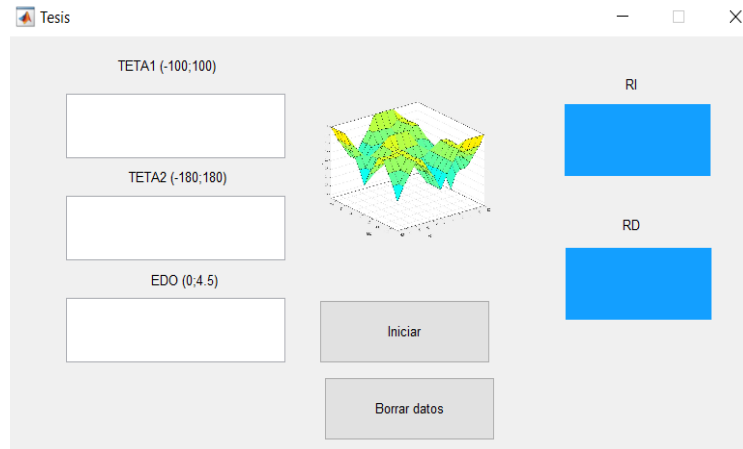 Tesis
TETA1 (-100;100)
TETA2 (-180;180)
EDO (0;4.5)
Iniciar
Borrar datos
RI
RD